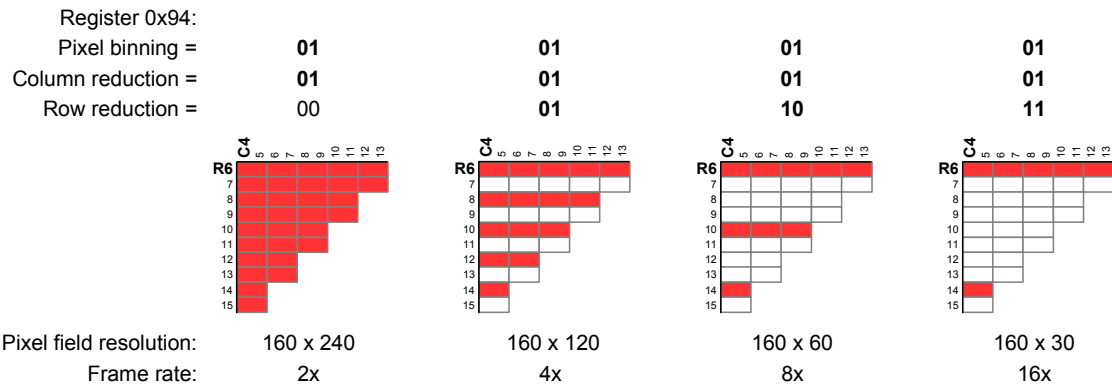 Register 0x94:
Pixel binning = 01 01 01 01
Column reduction = 01 01 01 01
Row reduction = 00 01 10 11
C4 5 6 7 8 9 10 11 12 13 C4 5 6 7 8 9 10 11 12 13 C4 5 6 7 8 9 10 11 12 13 C4 5 6 7 8 9 10 11 12 13
R6 R6 R6 R6
7 7 7 7
8 8 8 8
9 9 9 9
10 10 10 10
11 11 11 11
12 12 12 12
13 13 13 13
14 14 14 14
15 15 15 15
Pixel field resolution: 160 x 240 160 x 120 160 x 60 160 x 30
Frame rate: 2x 4x 8x 16x